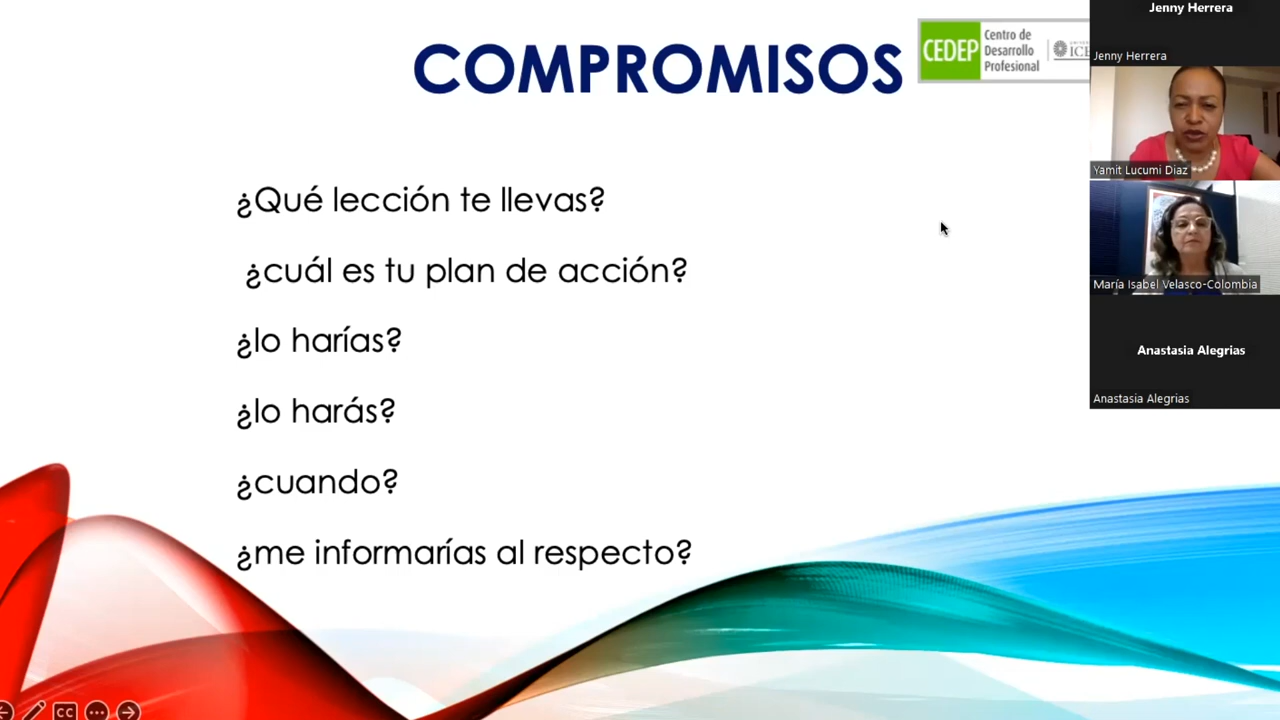 COMPROMISOS
CEDEP
Centro de
Desarrollo
Profesional
¿Qué lección te llevas?
¿cuál es tu plan de acción?
¿lo harías?
¿lo harás?
¿cuando?
¿me informarías al respecto?
Jenny Herrera
Jenny Herrera
Yamit Lucumi Diaz
María Isabel Velasco-Colombia
Anastasia Alegrias
Anastasia Alegrias
CC